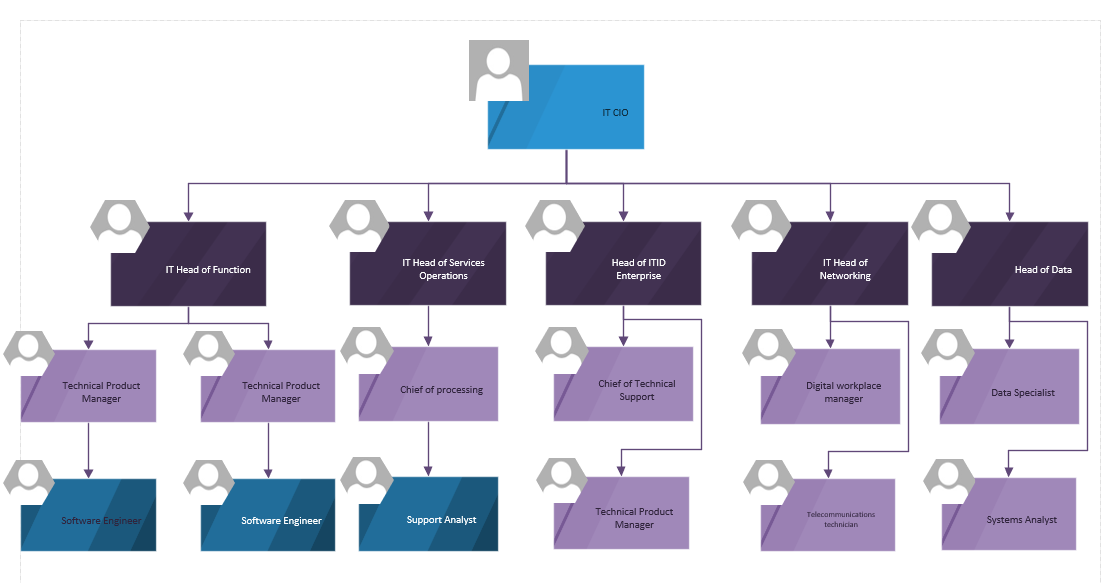 IT CIO
IT Head of Function
IT Head of Services
Operations
Head of ITID
Enterprise
IT Head of
Networking
Head of Data
Technical Product
Manager
Technical Product
Manager
Chief of processing
Chief of Technical
Support
Digital workplace
manager
Data Specialist
Software Engineer
Software Engineer
Support Analyst
Technical Product
Manager
Telecommunications
technician
Systems Analyst